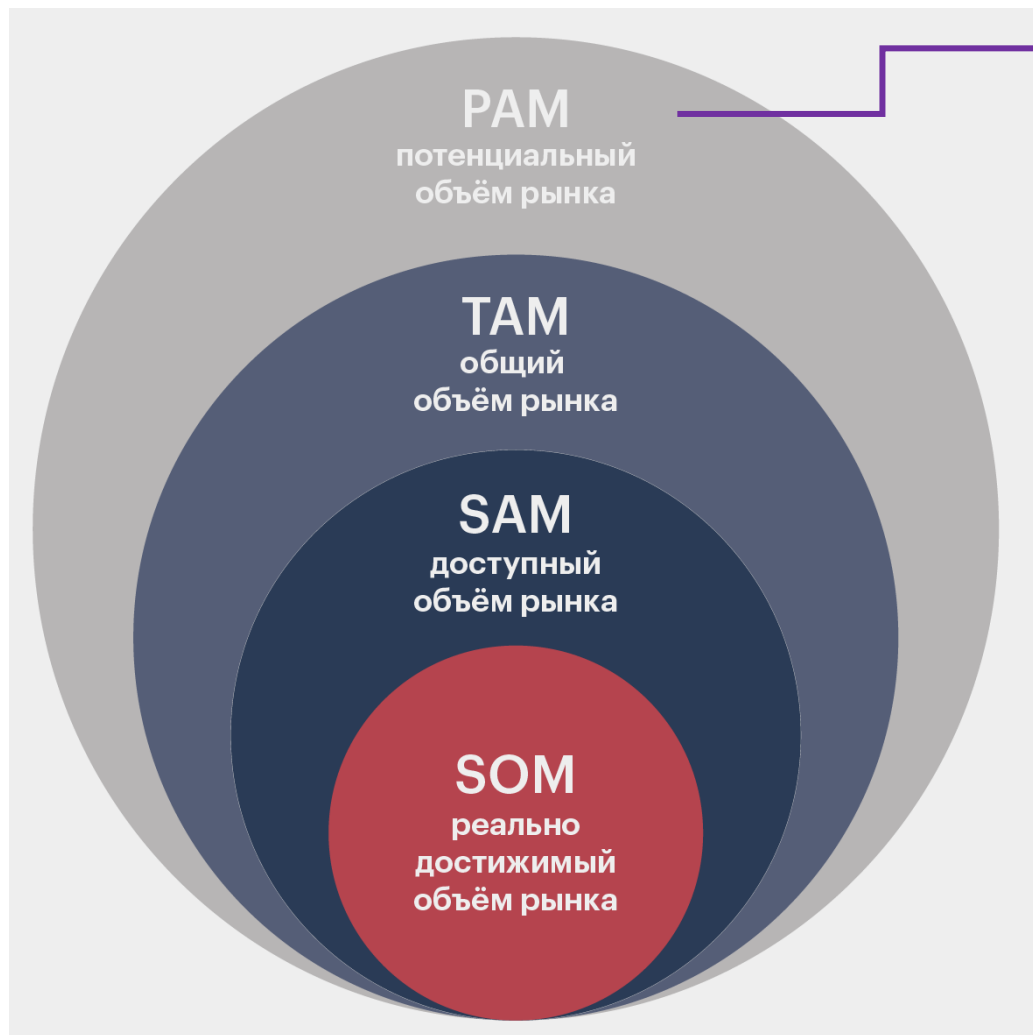 PAM
потенциальный
объём рынка
TAM
общий
объём рынка
SAM
доступный
объём рынка
SOM
реально
достижимый
объём рынка